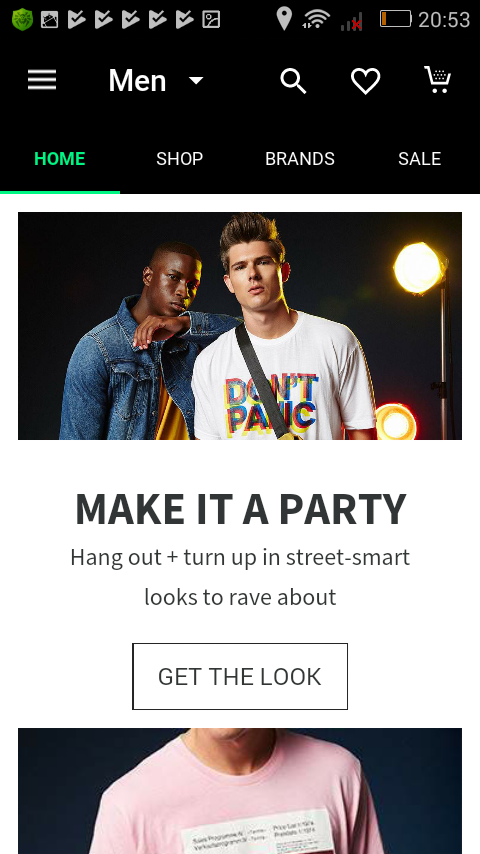 20:53
Men
HOME SHOP BRANDS SALE
DON'T
PANIC
MAKE IT A PARTY
Hang out + turn up in street-smart
looks to rave about
GET THE LOOK